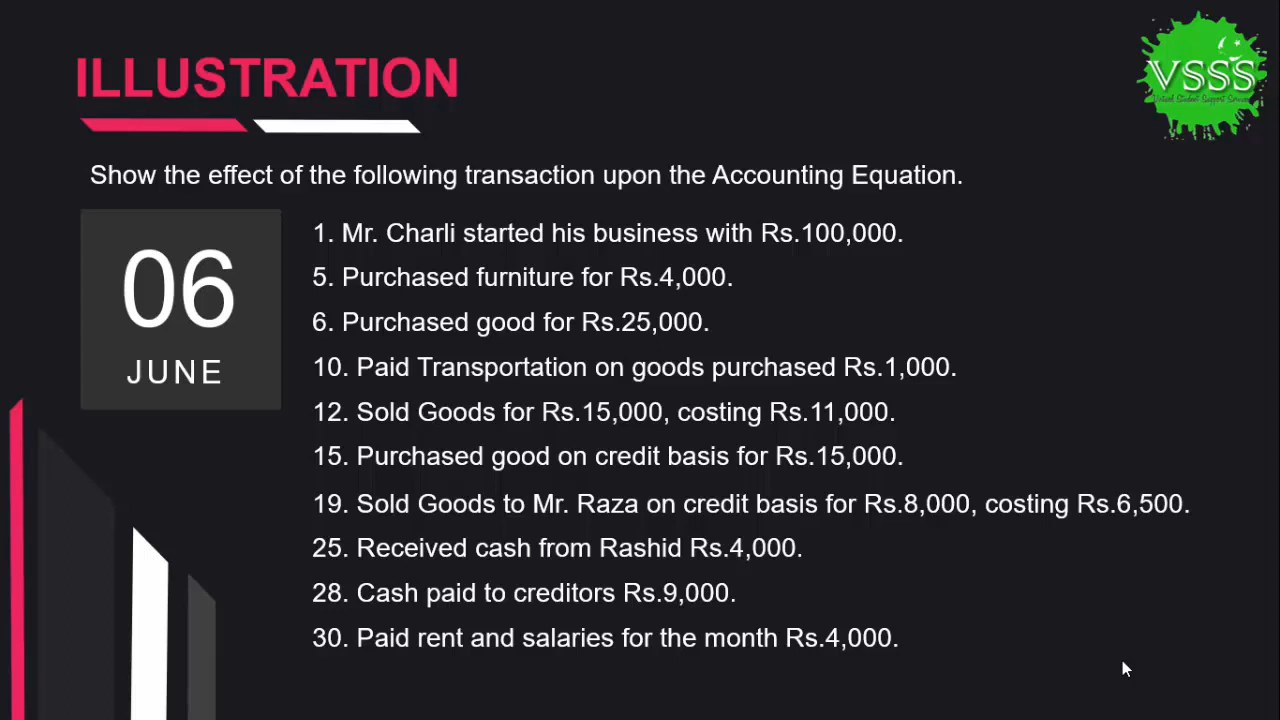 ILLUSTRATION
VSSS
Virtual Student Support Services
Show the effect of the following transaction upon the Accounting Equation.
06
JUNE
1. Mr. Charli started his business with Rs.100,000.
5. Purchased furniture for Rs.4,000.
6. Purchased good for Rs.25,000.
10. Paid Transportation on goods purchased Rs.1,000.
12. Sold Goods for Rs.15,000, costing Rs.11,000.
15. Purchased good on credit basis for Rs.15,000.
19. Sold Goods to Mr. Raza on credit basis for Rs.8,000, costing Rs.6,500.
25. Received cash from Rashid Rs.4,000.
28. Cash paid to creditors Rs.9,000.
30. Paid rent and salaries for the month Rs.4,000.